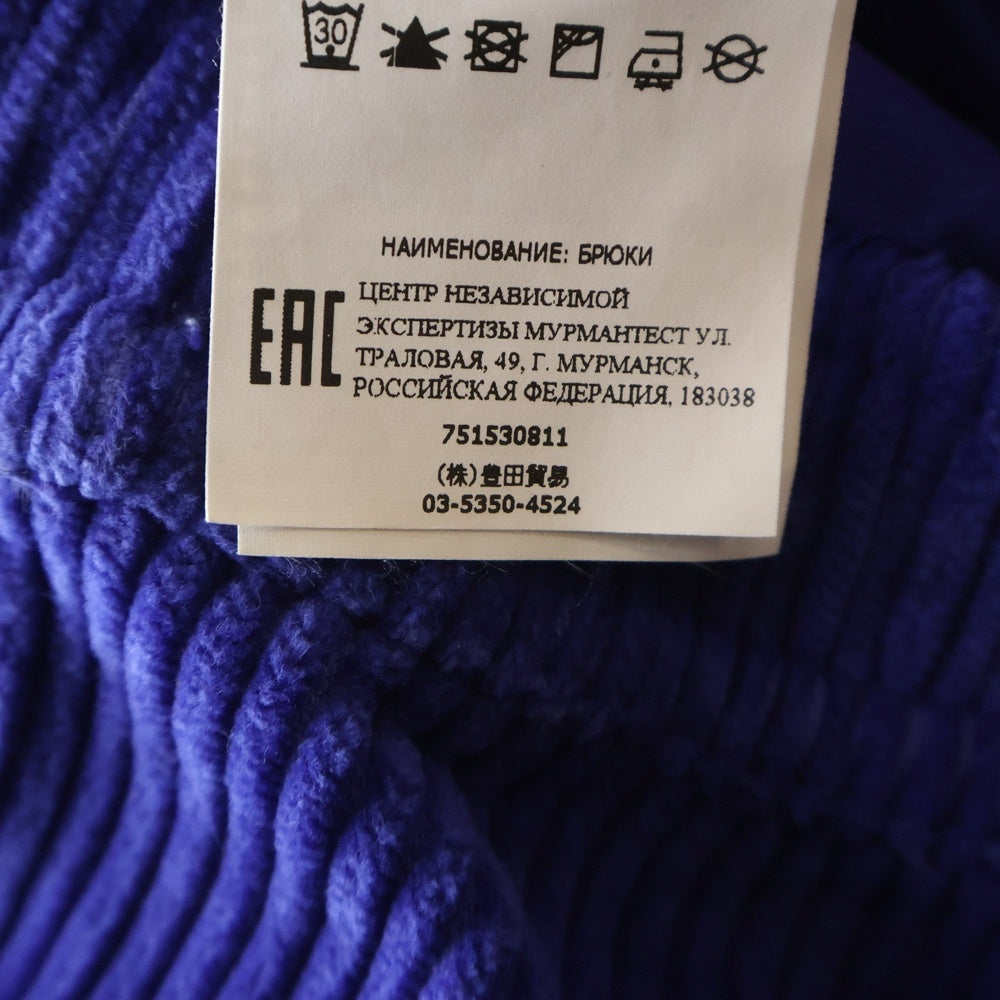 30
НАИМЕНОВАНИЕ: БРЮКИ
EAC
ЦЕНТР НЕЗАВИСИМОЙ
ЭКСПЕРТИЗЫ МУРМАНТЕСТ УЛ.
ТРАЛОВАЯ, 49, Г. МУРМАНСК,
РОССИЙСКАЯ ФЕДЕРАЦИЯ, 183038
751530811
(株)豊田貿易
03-5350-4524